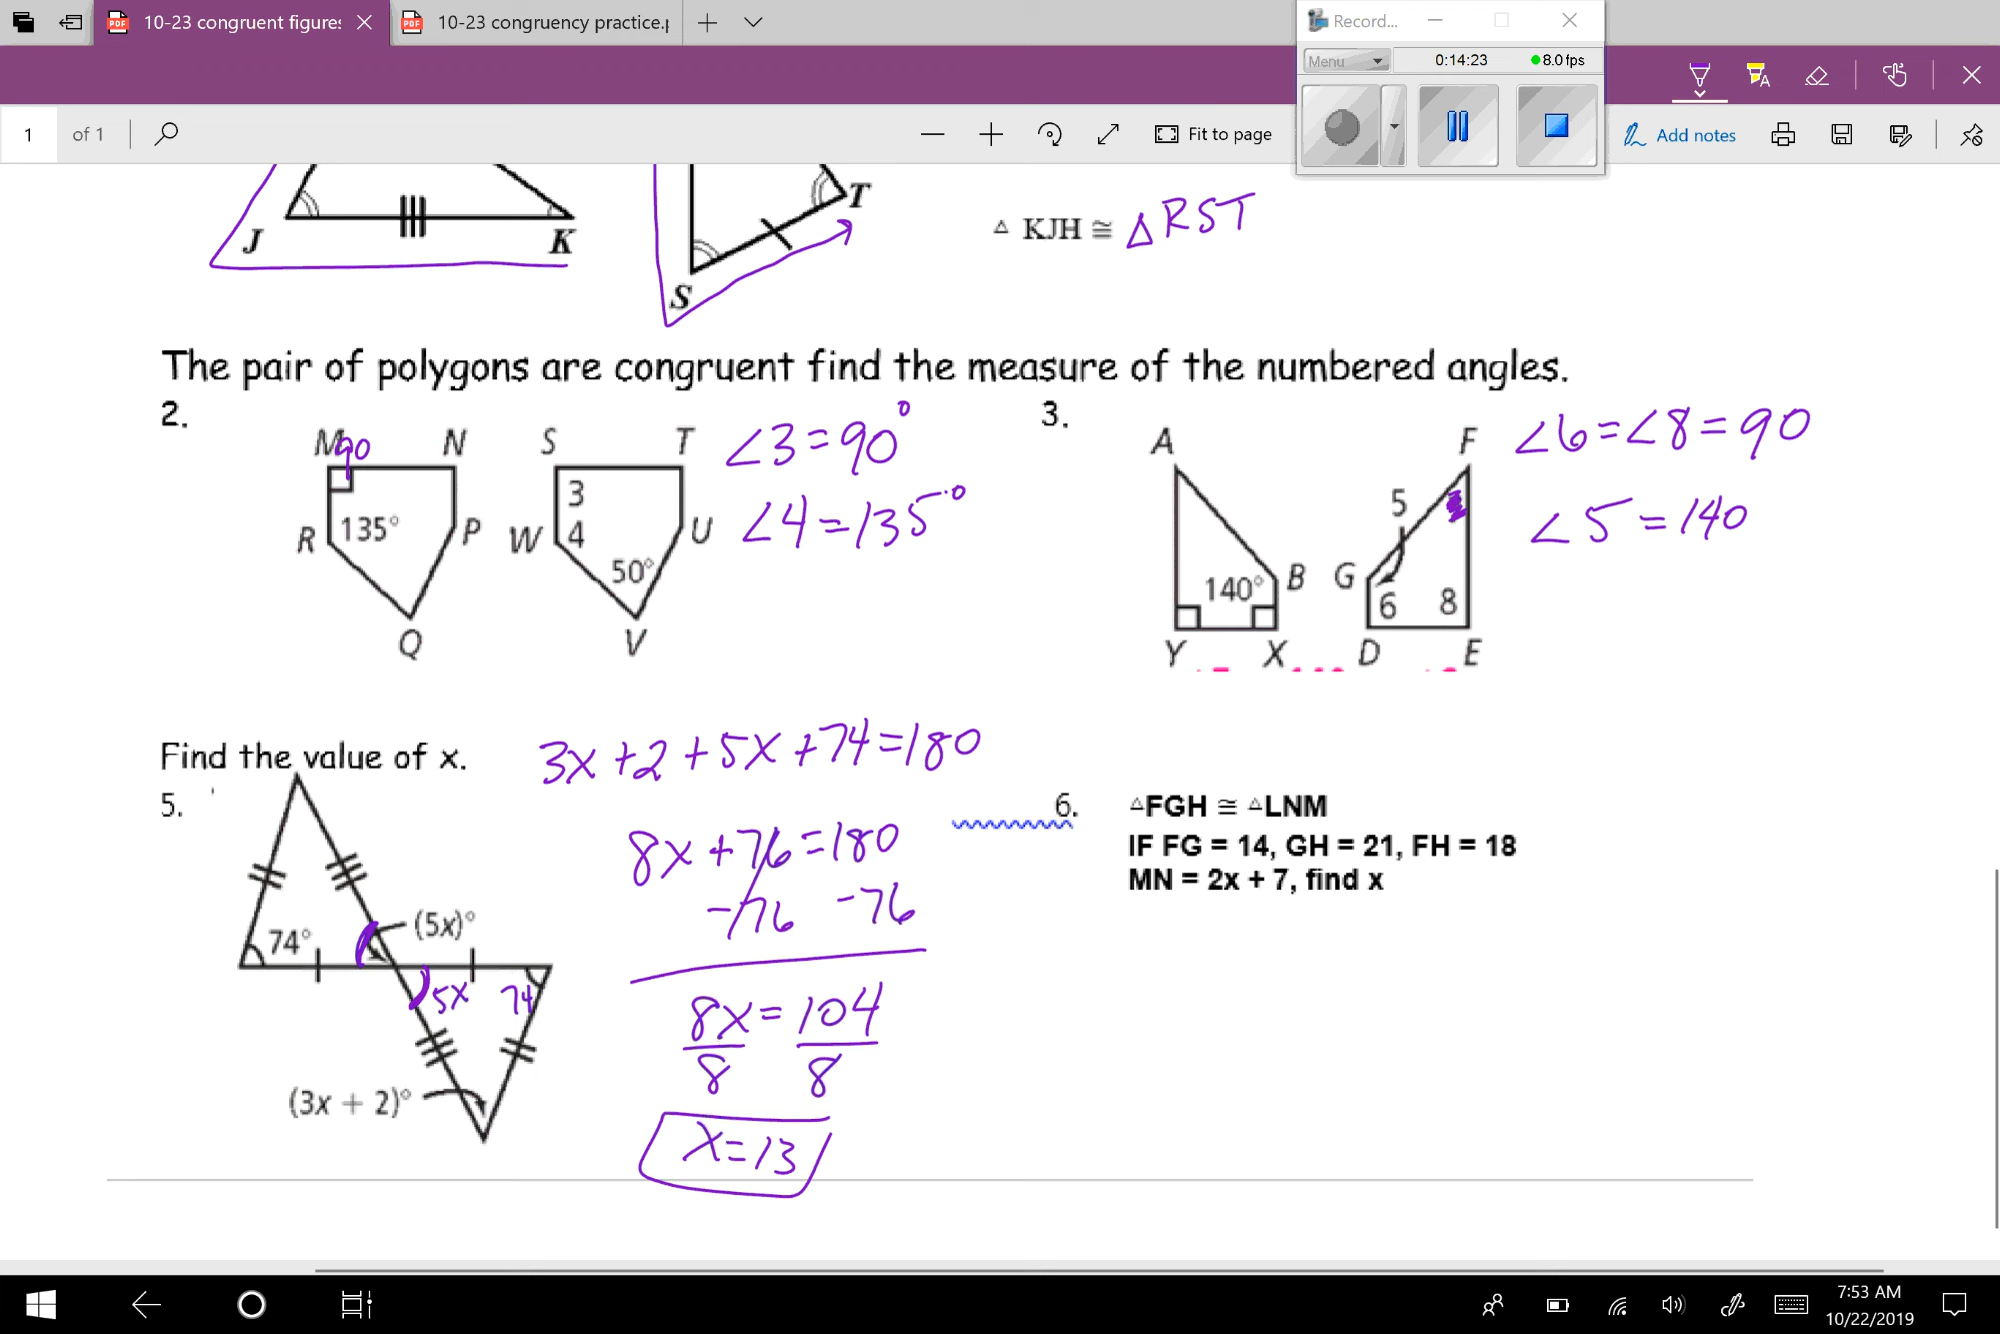 10-23 congruent figures
10-23 congruency practice.p
Record...
Menu
0:14:23
8.0 fps
1 of 1
Fit to page
Add notes
J
K
S
T
△ KJH ≅ △RST
The pair of polygons are congruent find the measure of the numbered angles.
2.
M 90 N
R 135° P
Q
S T
3
W 4 U
50°
V
∠3=90°
∠4=135°
3.
A
140° B
Y X
F
5
G
6 8
D E
∠6=∠8=90
∠5=140
Find the value of x.
5.
74°
(5x)°
5x 74
(3x + 2)°
3x+2+5x+74=180
8x+76=180
-76 -76
8x=104
8 8
x=13
6.
△FGH ≅ △LNM
IF FG = 14, GH = 21, FH = 18
MN = 2x + 7, find x
7:53 AM
10/22/2019